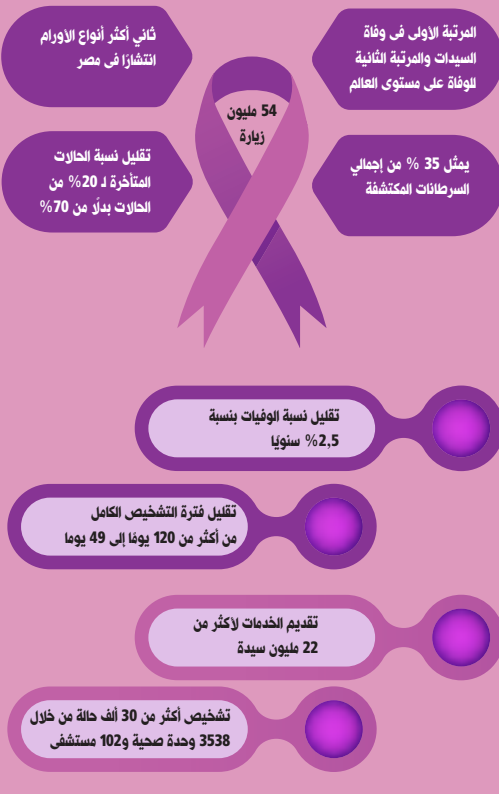 المرتبة الأولى فى وفاة
السيدات والمرتبة الثانية
للوفاة على مستوى العالم
ثاني أكثر أنواع الأورام
انتشارًا فى مصر
54 مليون
زيارة
يمثل 35 % من إجمالي
السرطانات المكتشفة
تقليل نسبة الحالات
المتأخرة لـ 20% من
الحالات بدلًا من 70%
تقليل نسبة الوفيات بنسبة
2,5% سنويًا
تقليل فترة التشخيص الكامل
من أكثر من 120 يومًا إلى 49 يوما
تقديم الخدمات لأكثر من
22 مليون سيدة
تشخيص أكثر من 30 ألف حالة من خلال
3538 وحدة صحية و102 مستشفى